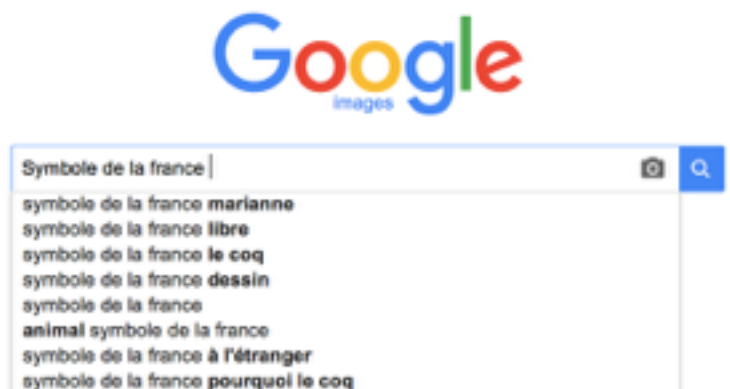 Google
images
Symbole de la france
symbole de la france marianne
symbole de la france libre
symbole de la france le coq
symbole de la france dessin
symbole de la france
animal symbole de la france
symbole de la france à l'étranger
symbole de la france pourquoi le coq